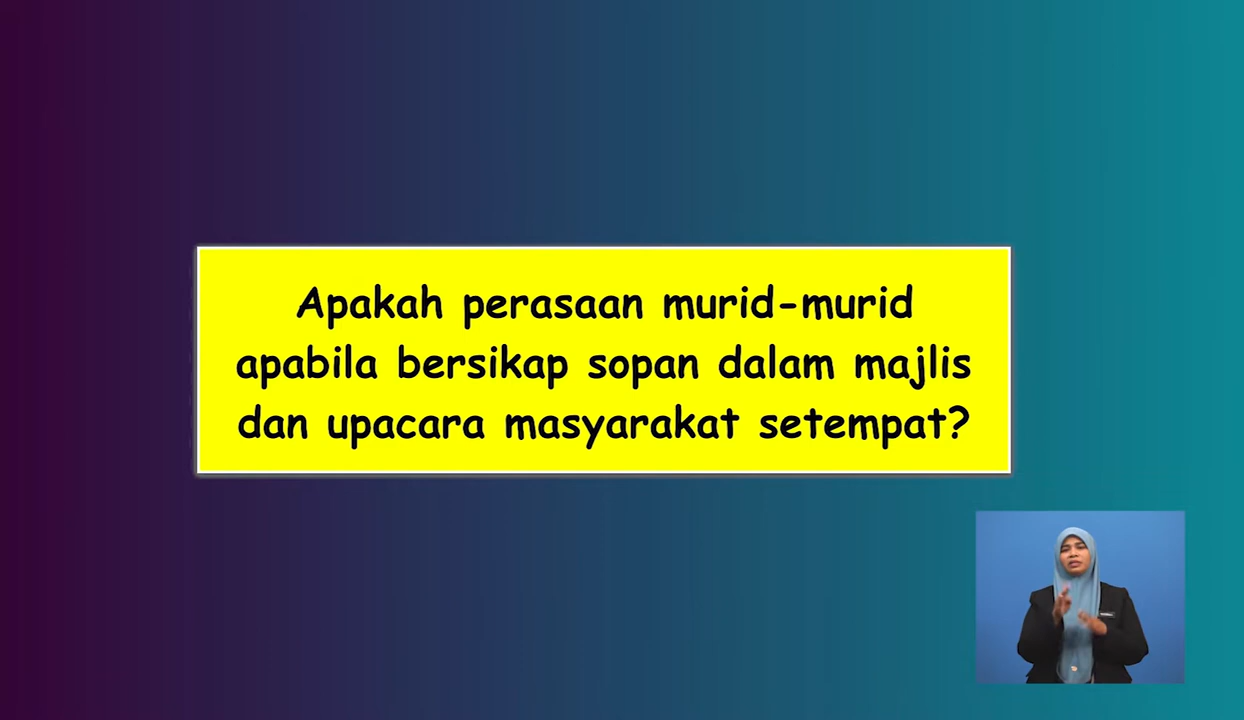 Apakah perasaan murid-murid
apabila bersikap sopan dalam majlis
dan upacara masyarakat setempat?